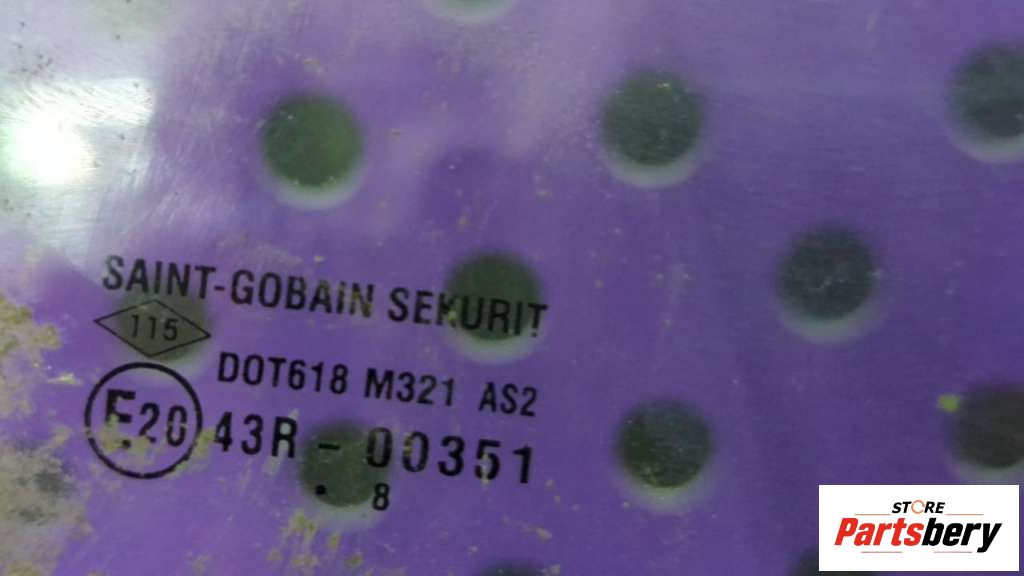 SAINT-GOBAIN SEKURIT
115
DOT618 M321 AS2
E20 43R - 00351
. 8
STORE
Partsbery